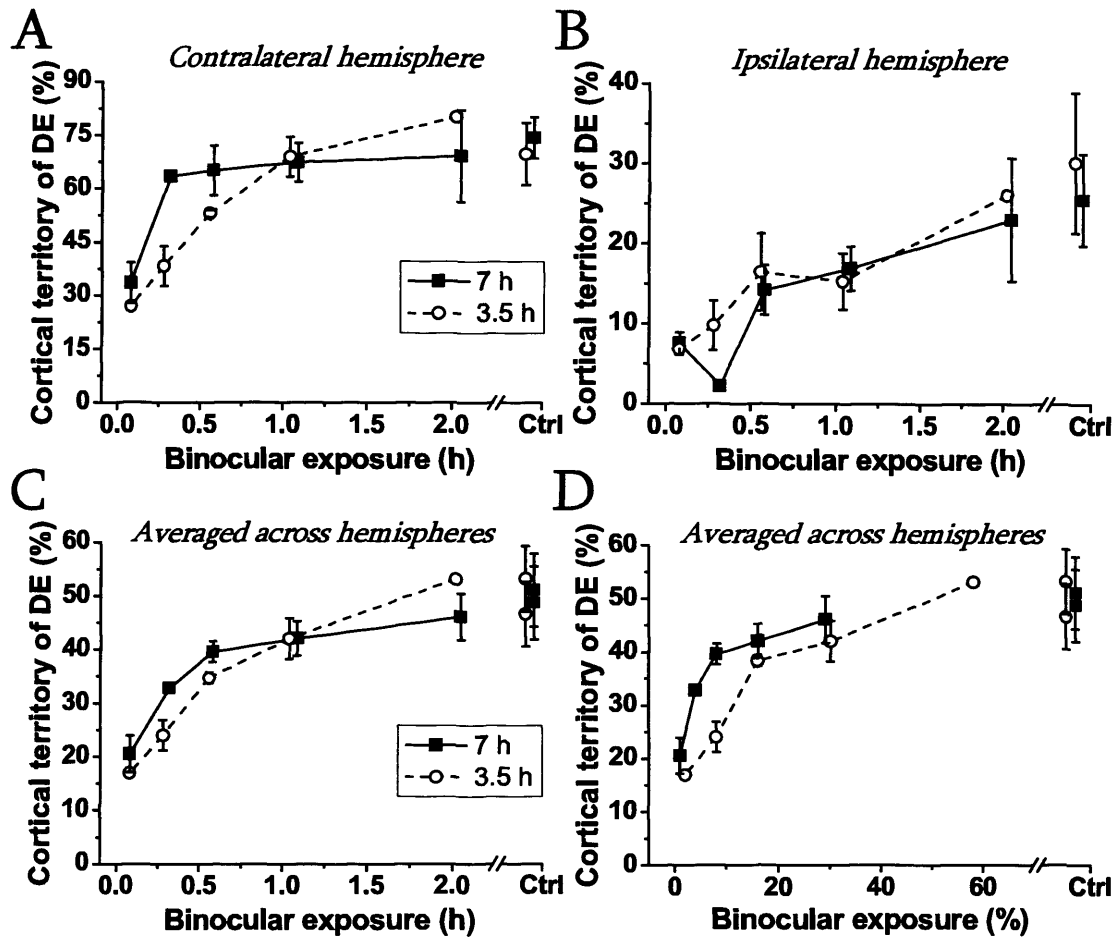 A
Contralateral hemisphere
Cortical territory of DE (%)
90
75
60
45
30
15
0
7 h
3.5 h
0.0 0.5 1.0 1.5 2.0 Ctrl
Binocular exposure (h)
B
Ipsilateral hemisphere
Cortical territory of DE (%)
40
30
20
10
0
0.0 0.5 1.0 1.5 2.0 Ctrl
Binocular exposure (h)
C
Averaged across hemispheres
Cortical territory of DE (%)
60
50
40
30
20
10
0
7 h
3.5 h
0.0 0.5 1.0 1.5 2.0 Ctrl
Binocular exposure (h)
D
Averaged across hemispheres
Cortical territory of DE (%)
60
50
40
30
20
10
0
0 20 40 60 Ctrl
Binocular exposure (%)